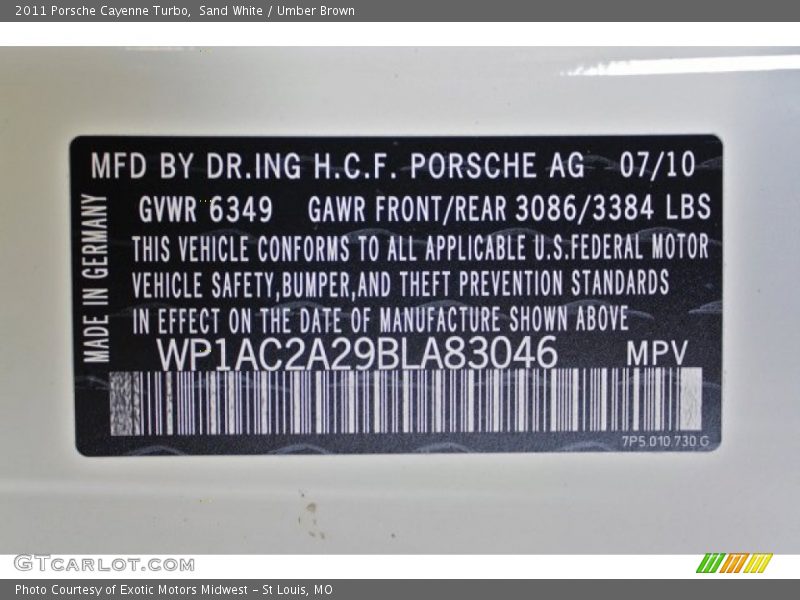 2011 Porsche Cayenne Turbo,  Sand White / Umber Brown
MFD BY DR.ING H.C.F. PORSCHE AG 07/10
GVWR 6349 GAWR FRONT/REAR 3086/3384 LBS
THIS VEHICLE CONFORMS TO ALL APPLICABLE U.S.FEDERAL MOTOR
VEHICLE SAFETY,BUMPER,AND THEFT PREVENTION STANDARDS
IN EFFECT ON THE DATE OF MANUFACTURE SHOWN ABOVE
MADE IN GERMANY
WP1AC2A29BLA83046 MPV
7P5.010.730.G
GTCARLOT.COM
Photo Courtesy of Exotic Motors Midwest – St Louis, MO